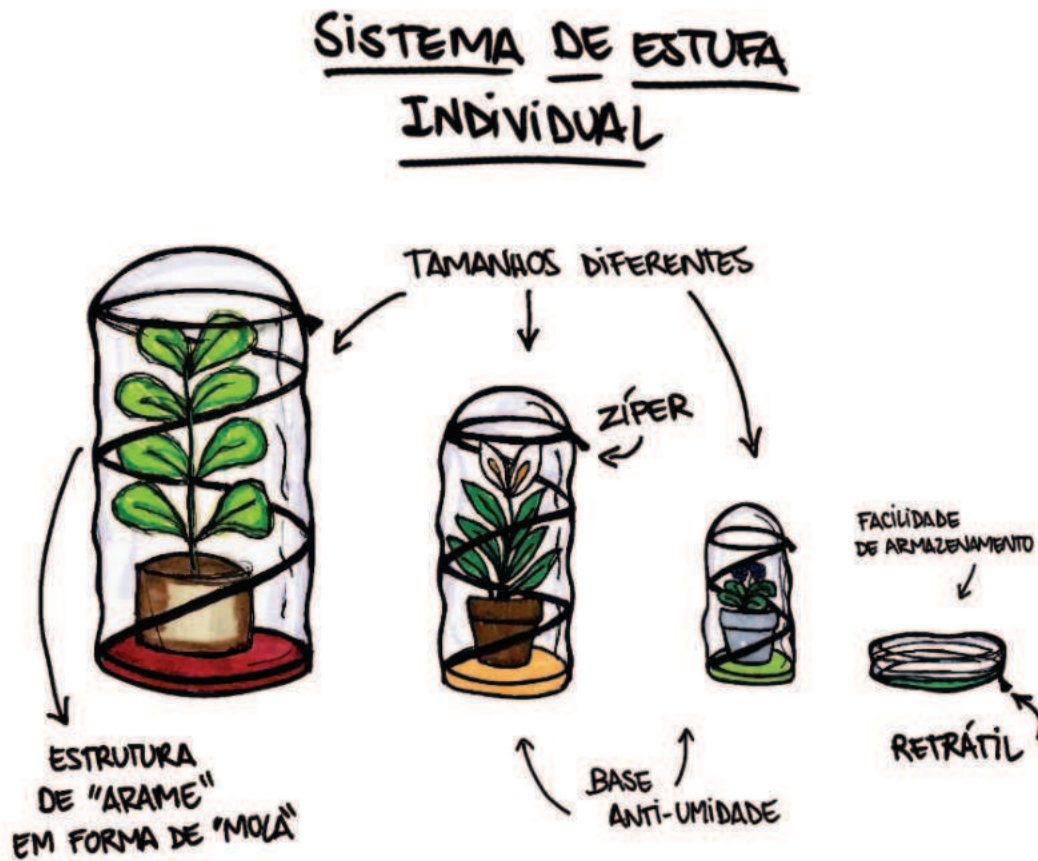 SISTEMA DE ESTUFA
INDIVIDUAL
TAMANHOS DIFERENTES
ZÍPER
FACILIDADE
DE ARMAZENAMENTO
RETRÁTIL
BASE
ANTI-UMIDADE
ESTRUTURA
DE "ARAME"
EM FORMA DE "MOLA"